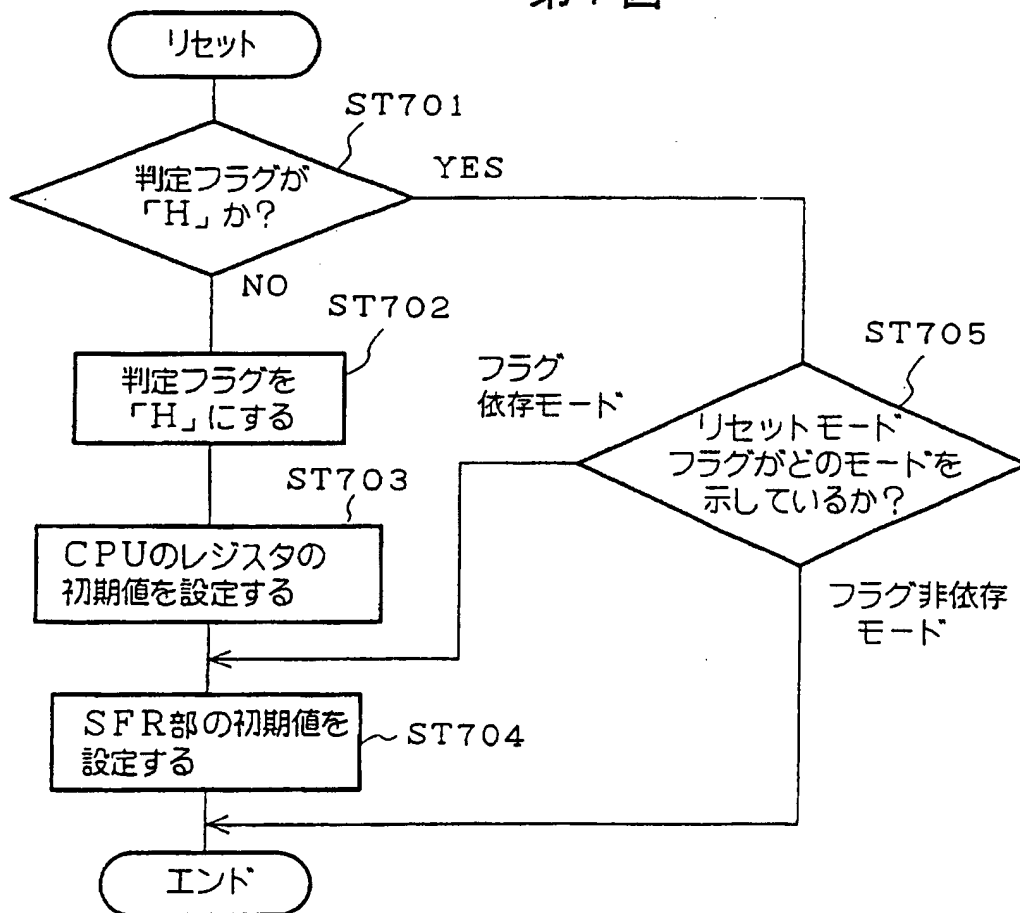 リセット
ST701
判定フラグが
「H」か?
YES
NO
ST702
判定フラグを
「H」にする
ST703
CPUのレジスタの
初期値を設定する
SFR部の初期値を
設定する
ST704
エンド
ST705
フラグ
依存モード
リセットモード
フラグがどのモードを
示しているか?
フラグ非依存
モード